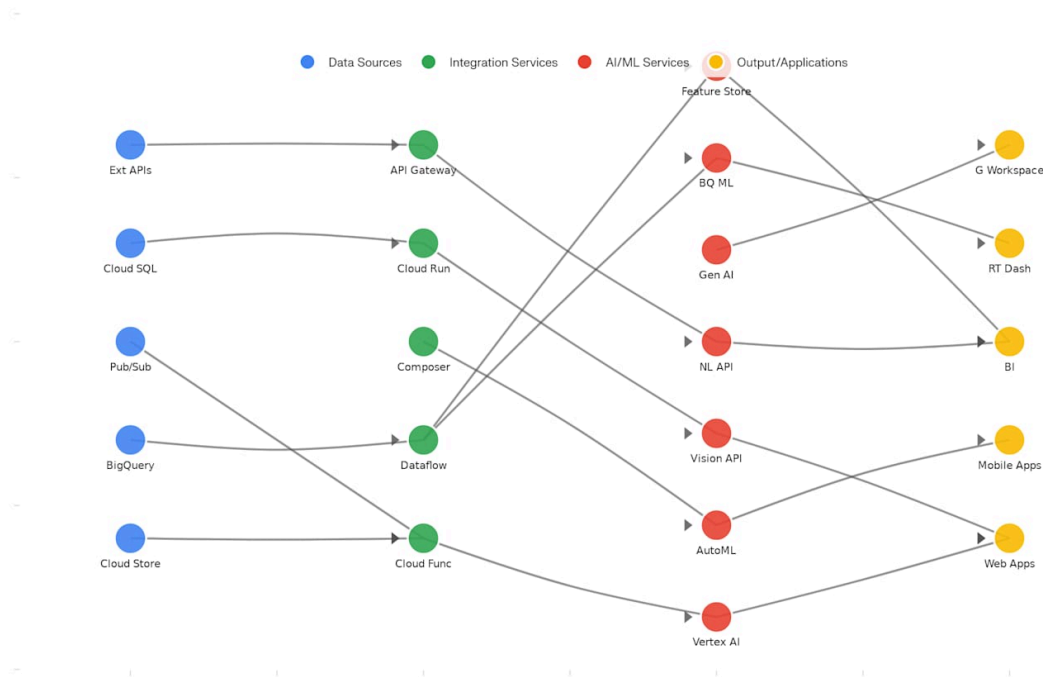 Data Sources
Integration Services
AI/ML Services
Output/Applications
Feature Store
Ext APIs
API Gateway
BQ ML
G Workspace
Cloud SQL
Cloud Run
Gen AI
RT Dash
Pub/Sub
Composer
NL API
BI
BigQuery
Dataflow
Vision API
Mobile Apps
Cloud Store
Cloud Func
AutoML
Web Apps
Vertex AI